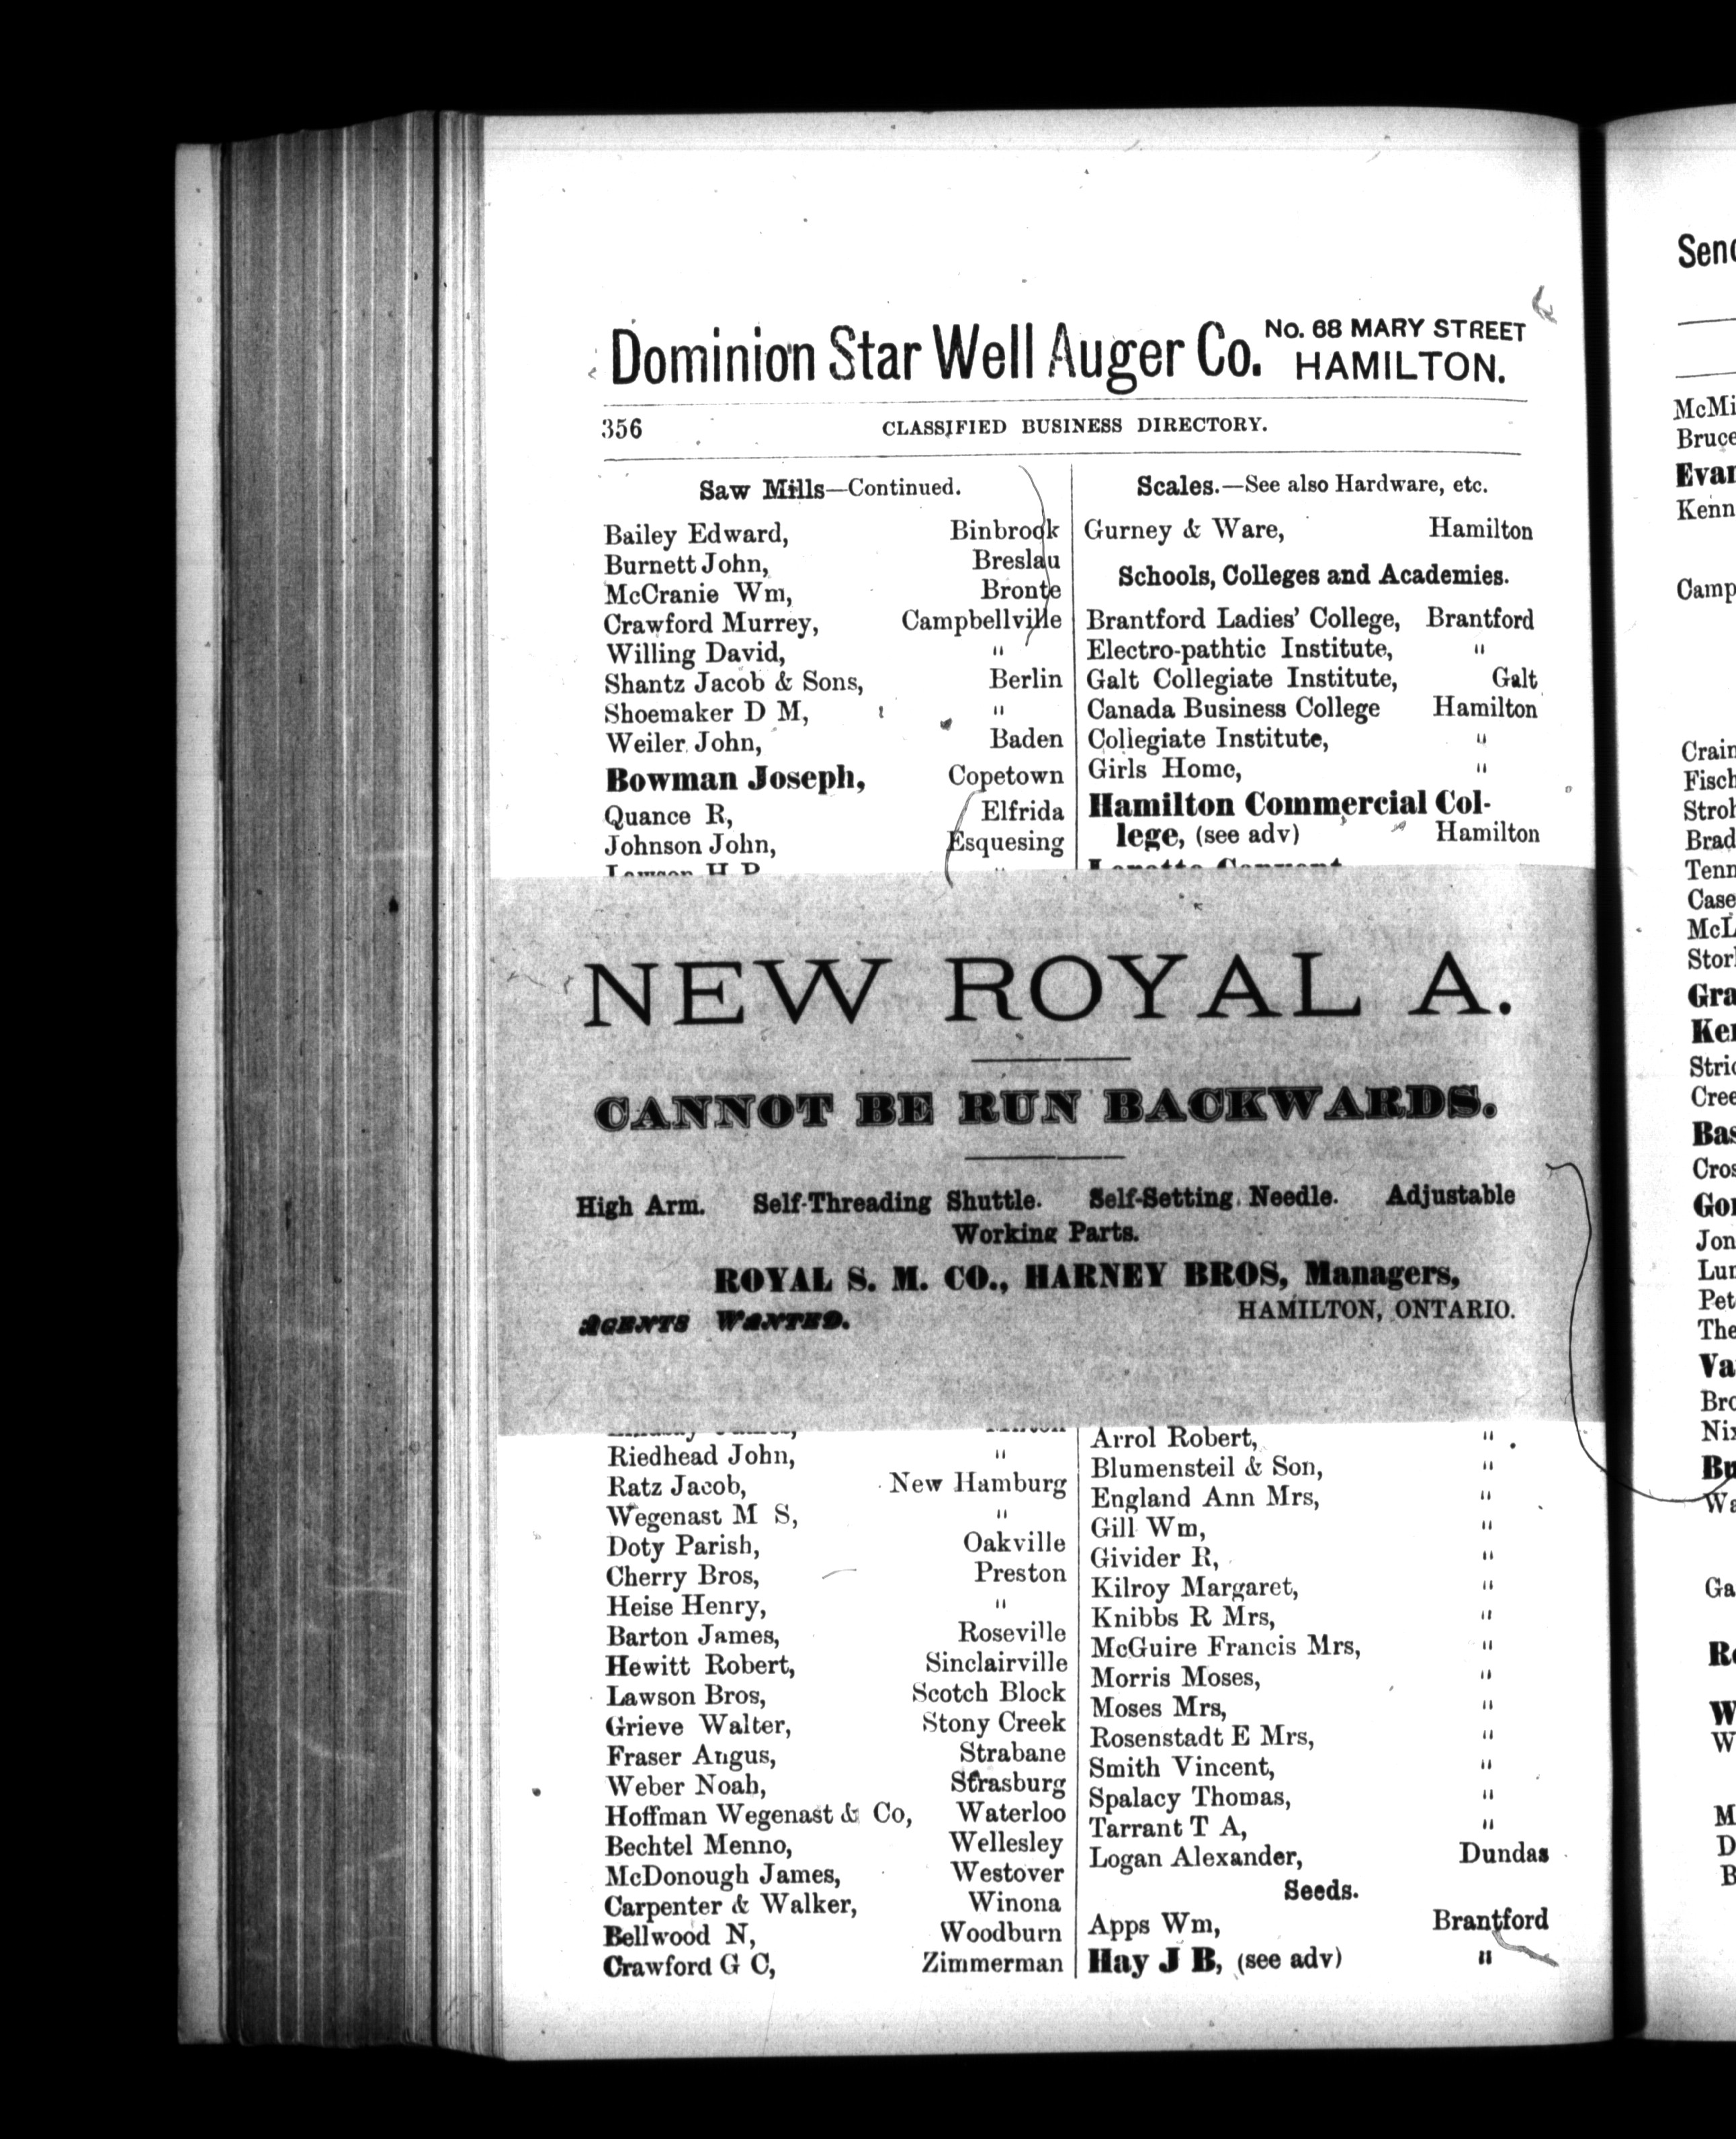 Dominion Star Well Auger Co. No. 68 MARY STREET
HAMILTON.
356 CLASSIFIED BUSINESS DIRECTORY.
Saw Mills—Continued.
Bailey Edward, Binbrook
Burnett John, Breslau
McCranie Wm, Bronte
Crawford Murrey, Campbellville
Willing David, "
Shantz Jacob & Sons, Berlin
Shoemaker D M, "
Weiler John, Baden
Bowman Joseph, Copetown
Quance R, Elfrida
Johnson John, Esquesing
Lawson H P "
Scales.—See also Hardware, etc.
Gurney & Ware, Hamilton
Schools, Colleges and Academies.
Brantford Ladies' College, Brantford
Electro-pathtic Institute, "
Galt Collegiate Institute, Galt
Canada Business College Hamilton
Collegiate Institute, "
Girls Home, "
Hamilton Commercial Col-
lege, (see adv) Hamilton
Loretto Convent
NEW ROYAL A.
CANNOT BE RUN BACKWARDS.
High Arm. Self-Threading Shuttle. Self-Setting Needle. Adjustable
Working Parts.
ROYAL S. M. CO., HARNEY BROS, Managers,
AGENTS WANTED. HAMILTON, ONTARIO.
Lindsay James, Milton
Riedhead John, "
Ratz Jacob, New Hamburg
Wegenast M S, "
Doty Parish, Oakville
Cherry Bros, Preston
Heise Henry, "
Barton James, Roseville
Hewitt Robert, Sinclairville
Lawson Bros, Scotch Block
Grieve Walter, Stony Creek
Fraser Angus, Strabane
Weber Noah, Strasburg
Hoffman Wegenast & Co, Waterloo
Bechtel Menno, Wellesley
McDonough James, Westover
Carpenter & Walker, Winona
Bellwood N, Woodburn
Crawford G C, Zimmerman
Arrol Robert, "
Blumensteil & Son, "
England Ann Mrs, "
Gill Wm, "
Givider R, "
Kilroy Margaret, "
Knibbs R Mrs, "
McGuire Francis Mrs, "
Morris Moses, "
Moses Mrs, "
Rosenstadt E Mrs, "
Smith Vincent, "
Spalacy Thomas, "
Tarrant T A, "
Logan Alexander, Dundas
Seeds.
Apps Wm, Brantford
Hay J B, (see adv) "